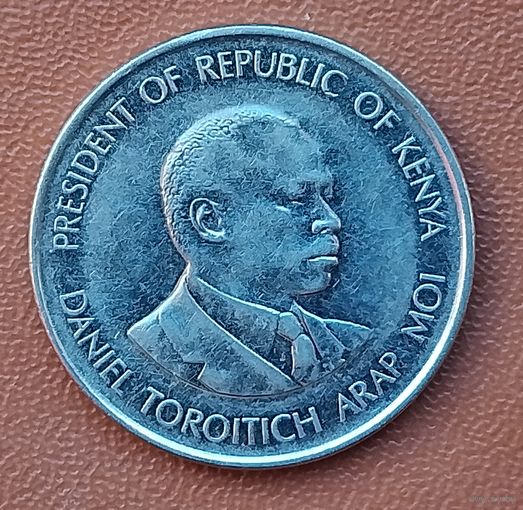 PRESIDENT OF REPUBLIC OF KENYA
DANIEL TOROITICH ARAP MOI